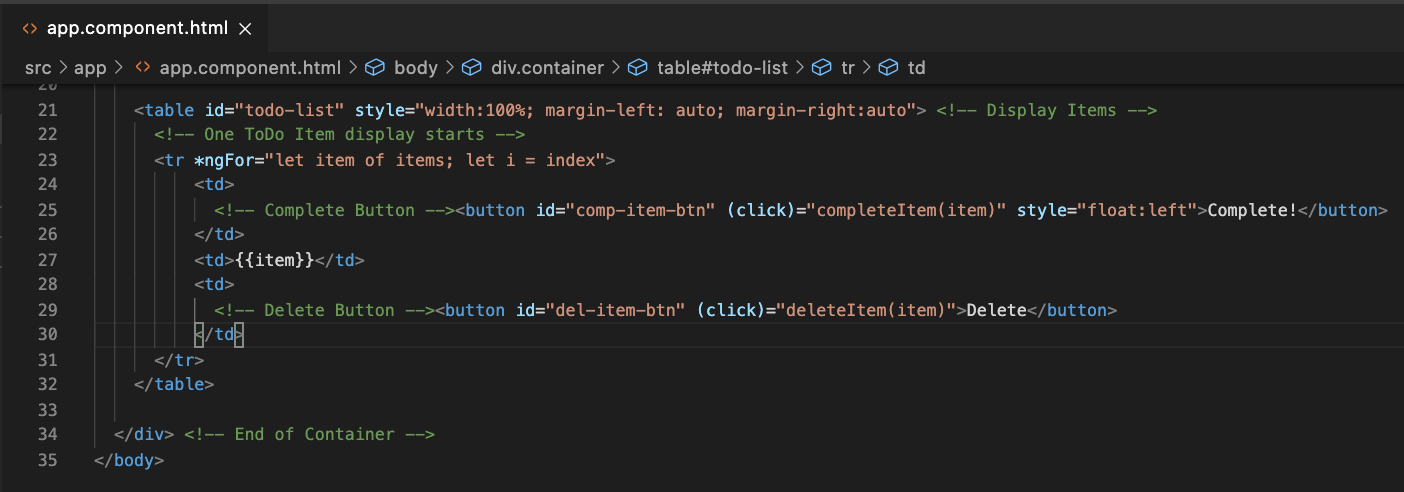 app.component.html
src > app > app.component.html > body > div.container > table#todo-list > tr > td
20
21 <table id="todo-list" style="width:100%; margin-left: auto; margin-right:auto"> <!-- Display Items -->
22 <!-- One ToDo Item display starts -->
23 <tr *ngFor="let item of items; let i = index">
24 <td>
25 <!-- Complete Button --><button id="comp-item-btn" (click)="completeItem(item)" style="float:left">Complete!</button>
26 </td>
27 <td>{{item}}</td>
28 <td>
29 <!-- Delete Button --><button id="del-item-btn" (click)="deleteItem(item)">Delete</button>
30 </td>
31 </tr>
32 </table>
33
34 </div> <!-- End of Container -->
35 </body>